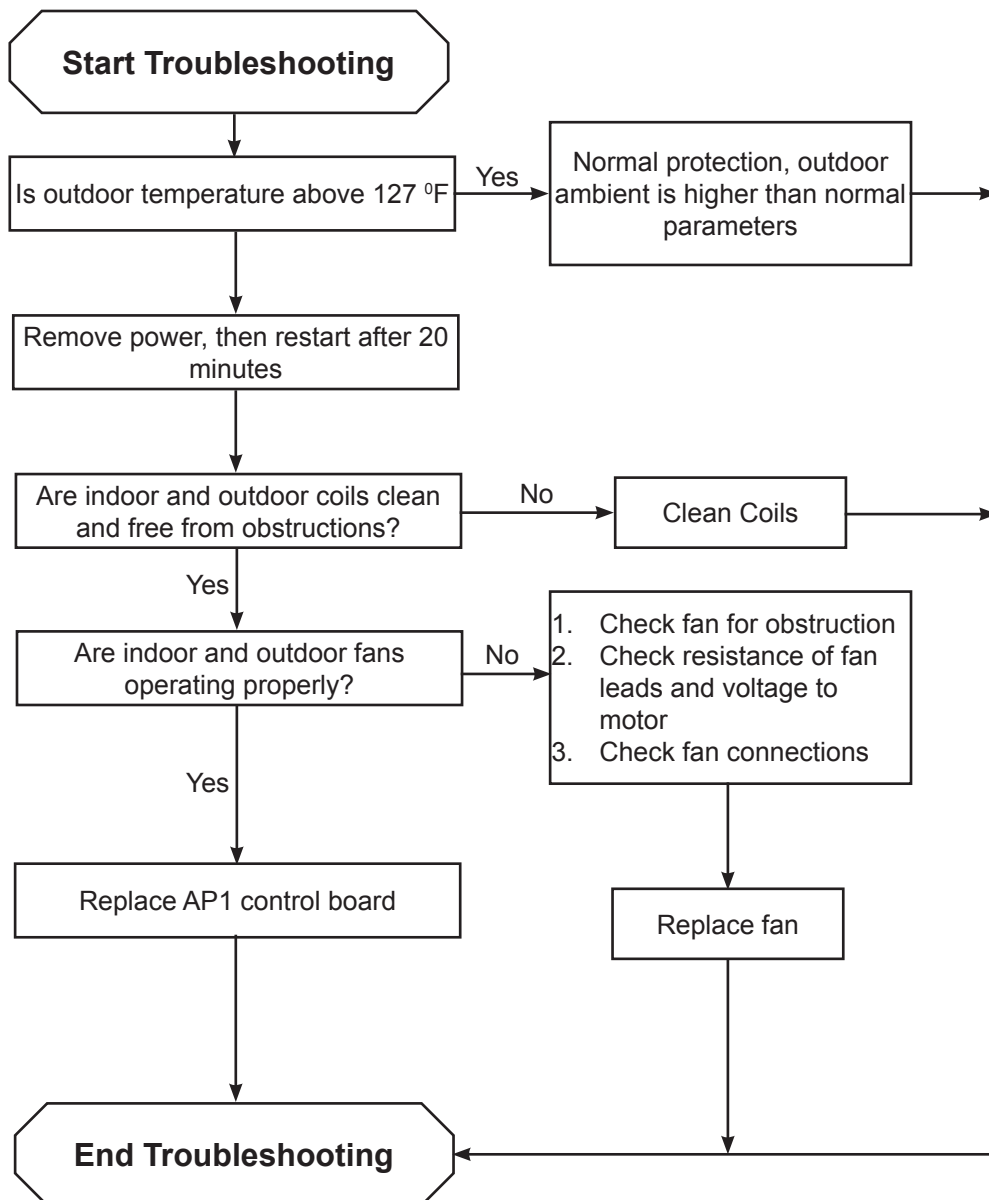 Start Troubleshooting
Is outdoor temperature above 127 ⁰F
Yes
Normal protection, outdoor
ambient is higher than normal
parameters
Remove power, then restart after 20
minutes
Are indoor and outdoor coils clean
and free from obstructions?
No
Clean Coils
Yes
Are indoor and outdoor fans
operating properly?
No
1. Check fan for obstruction
2. Check resistance of fan
leads and voltage to
motor
3. Check fan connections
Yes
Replace AP1 control board
Replace fan
End Troubleshooting